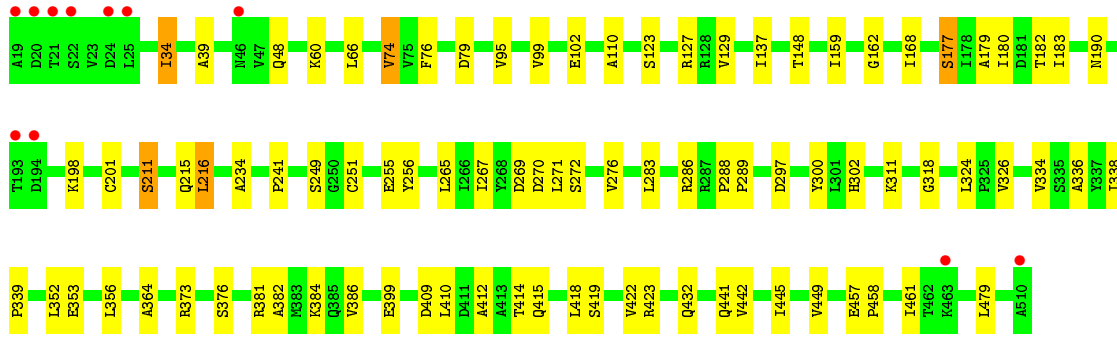 A19 D20 T21 S22 V23 D24 L25 I34 A39 N46 V47 Q48 K60 L66 V74 V75 F76 D79 V95 V99 E102 A110 S123 R127 R128 V129 I137 T148 I159 G162 I168 S177 I178 A179 I180 D181 T182 I183 N190
T193 D194 K198 C201 S211 Q215 L216 A234 P241 S249 G250 C251 E255 Y256 L265 I266 I267 Y268 D269 D270 L271 S272 V276 L283 R286 R287 P288 P289 D297 Y300 L301 H302 K311 G318 L324 P325 V326 V334 S335 A336 Y337 I338
P339 L352 E353 L356 A364 R373 S376 R381 A382 M383 K384 Q385 V386 E399 D409 L410 D411 A412 A413 T414 Q415 L418 S419 V422 R423 Q432 Q441 V442 I445 V449 E457 P458 I461 T462 K463 L479 A510